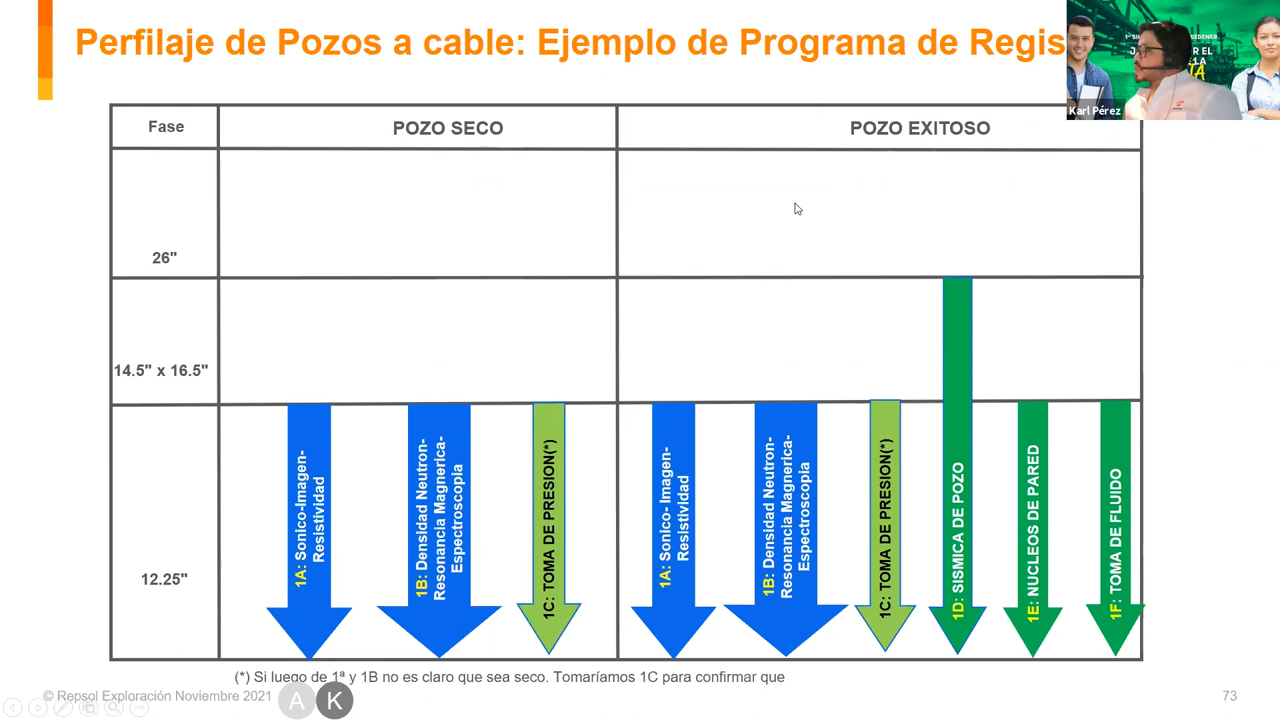 Perfilaje de Pozos a cable: Ejemplo de Programa de Regis
Karl Pérez
Fase
POZO SECO
POZO EXITOSO
26"
14.5" x 16.5"
12.25"
1A: Sonico-Imagen-
Resistividad
1B: Densidad Neutron-
Resonancia Magnerica-
Espectroscopia
1C: TOMA DE PRESION(*)
1A: Sonico- Imagen-
Resistividad
1B: Densidad Neutron-
Resonancia Magnerica-
Espectroscopia
1C: TOMA DE PRESION(*)
1D: SISMICA DE POZO
1E: NUCLEOS DE PARED
1F: TOMA DE FLUIDO
(*) Si luego de 1ª y 1B no es claro que sea seco. Tomaríamos 1C para confirmar que
© Repsol Exploración Noviembre 2021
A
K
73